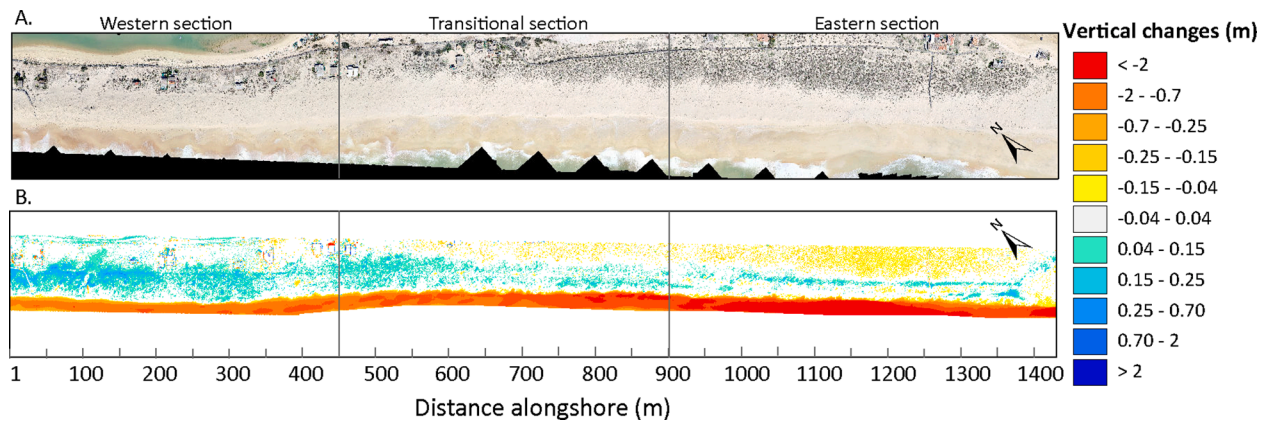 A.
Western section
Transitional section
Eastern section
N
B.
N
1 100 200 300 400 500 600 700 800 900 1000 1100 1200 1300 1400
Distance alongshore (m)
Vertical changes (m)
< -2
-2 - -0.7
-0.7 - -0.25
-0.25 - -0.15
-0.15 - -0.04
-0.04 - 0.04
0.04 - 0.15
0.15 - 0.25
0.25 - 0.70
0.70 - 2
> 2